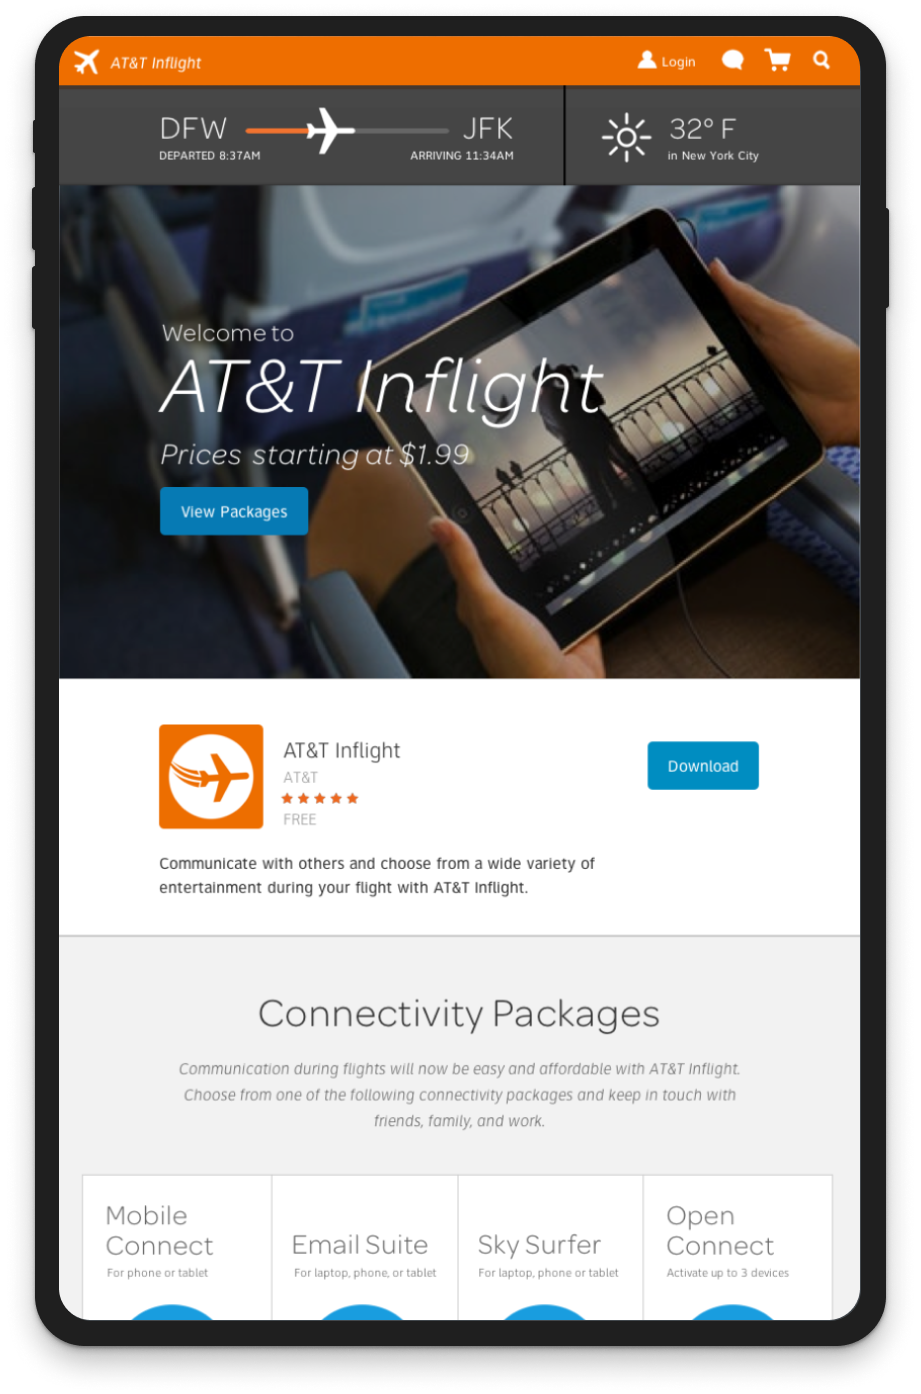 AT&T Inflight
Login
DFW
JFK
DEPARTED 8:37AM
ARRIVING 11:34AM
32° F
in New York City
Welcome to
AT&T Inflight
Prices starting at $1.99
View Packages
AT&T Inflight
AT&T
FREE
Download
Communicate with others and choose from a wide variety of
entertainment during your flight with AT&T Inflight.
Connectivity Packages
Communication during flights will now be easy and affordable with AT&T Inflight.
Choose from one of the following connectivity packages and keep in touch with
friends, family, and work.
Mobile
Connect
For phone or tablet
Email Suite
For laptop, phone, or tablet
Sky Surfer
For laptop, phone or tablet
Open
Connect
Activate up to 3 devices